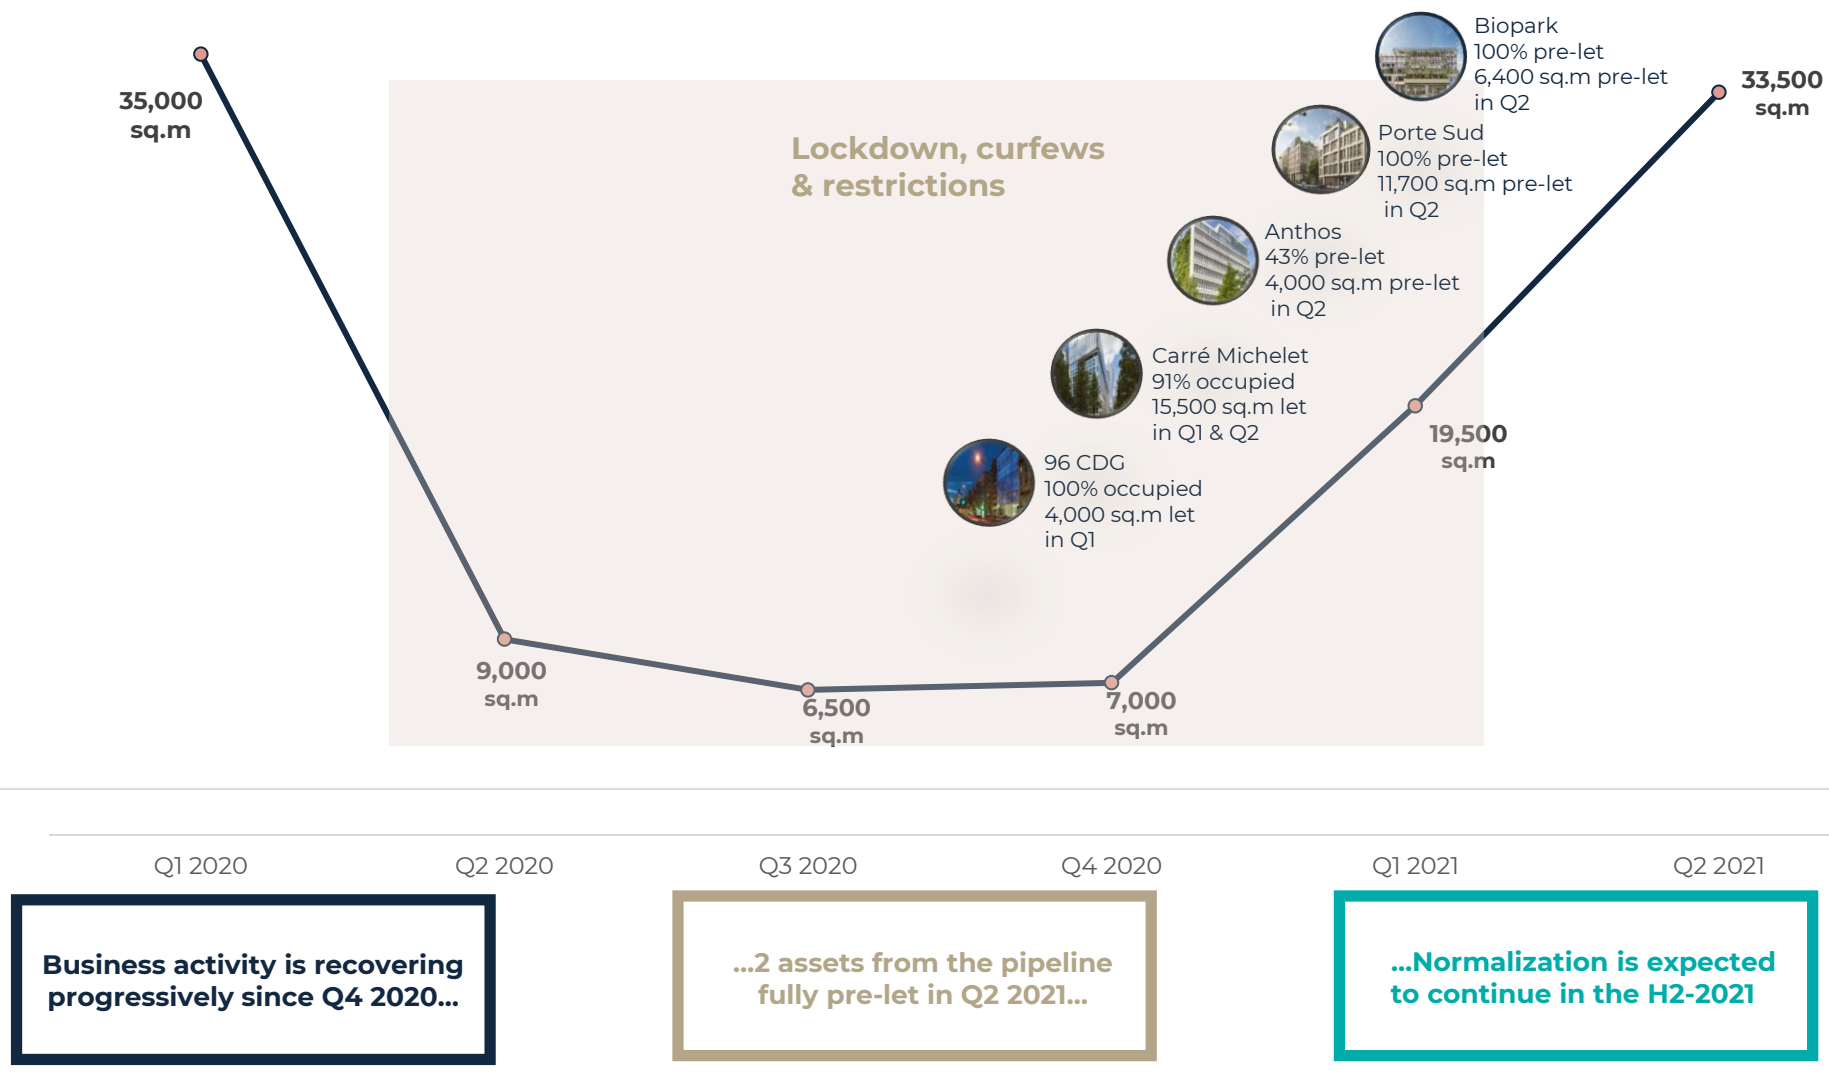 Biopark
100% pre-let
6,400 sq.m pre-let
in Q2
35,000
sq.m
33,500
sq.m
Lockdown, curfews
& restrictions
Porte Sud
100% pre-let
11,700 sq.m pre-let
in Q2
Anthos
43% pre-let
4,000 sq.m pre-let
in Q2
Carré Michelet
91% occupied
15,500 sq.m let
in Q1 & Q2
19,500
sq.m
96 CDG
100% occupied
4,000 sq.m let
in Q1
9,000
sq.m
6,500
sq.m
7,000
sq.m
Q1 2020
Q2 2020
Q3 2020
Q4 2020
Q1 2021
Q2 2021
Business activity is recovering
progressively since Q4 2020...
...2 assets from the pipeline
fully pre-let in Q2 2021...
...Normalization is expected
to continue in the H2-2021